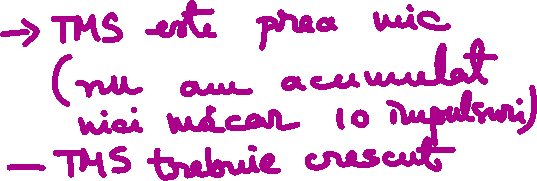 → TMS este prea mic
(nu am acumulat
nici măcar 10 impulsuri)
— TMS trebuie crescut